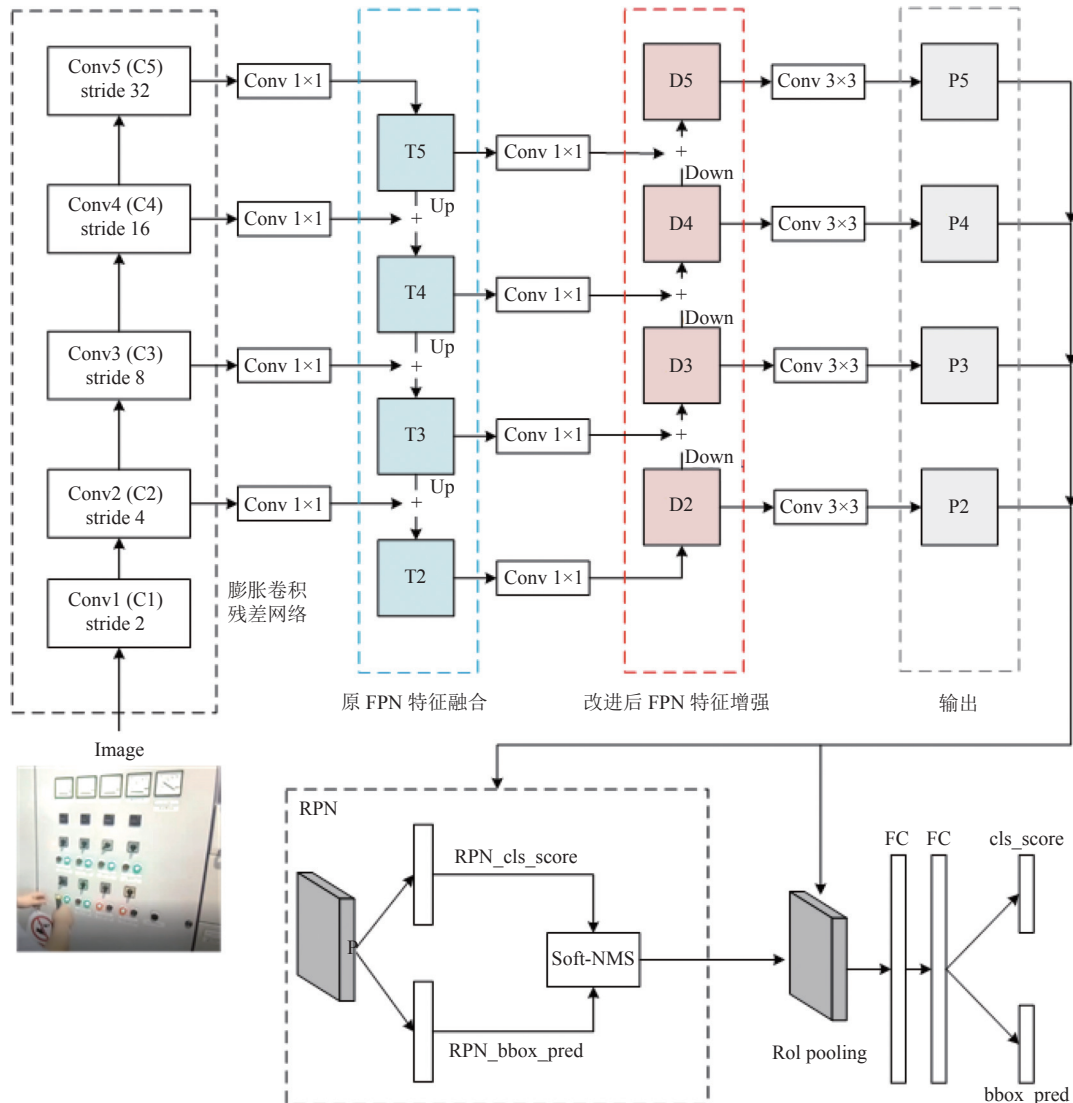 Conv5 (C5)
stride 32
Conv 1×1
T5
Conv 1×1
D5
Conv 3×3
P5
Up
+
+
Down
Conv4 (C4)
stride 16
Conv 1×1
T4
Conv 1×1
D4
Conv 3×3
P4
Up
+
+
Down
Conv3 (C3)
stride 8
Conv 1×1
T3
Conv 1×1
D3
Conv 3×3
P3
Up
+
+
Down
Conv2 (C2)
stride 4
Conv 1×1
T2
Conv 1×1
D2
Conv 3×3
P2
Conv1 (C1)
stride 2
膨胀卷积
残差网络
原 FPN 特征融合
改进后 FPN 特征增强
输出
Image
RPN
P
RPN_cls_score
RPN_bbox_pred
Soft-NMS
RoI pooling
FC
FC
cls_score
bbox_pred